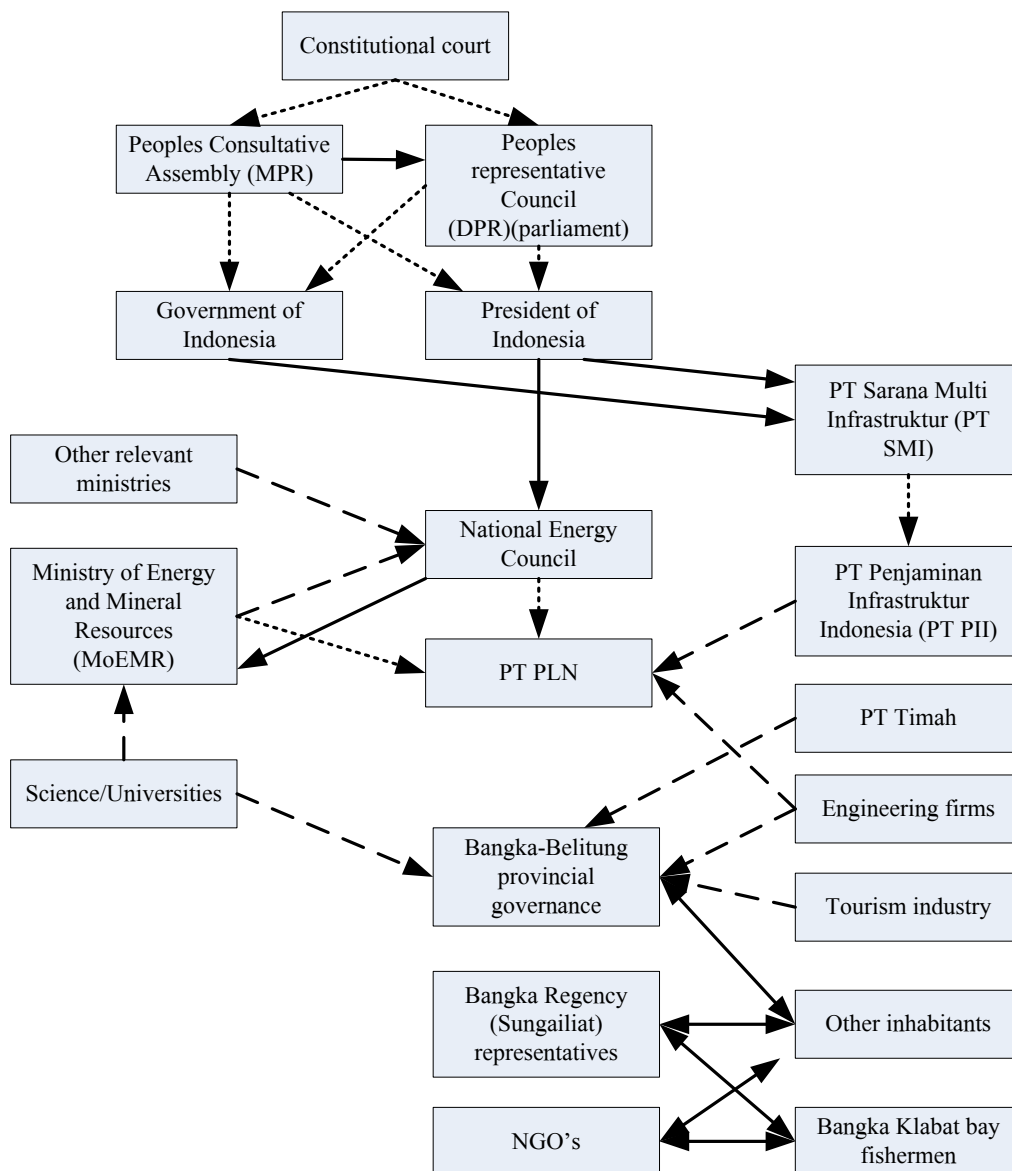 Constitutional court
Peoples Consultative
Assembly (MPR)
Peoples
representative
Council
(DPR)(parliament)
Government of
Indonesia
President of
Indonesia
PT Sarana Multi
Infrastruktur (PT
SMI)
Other relevant
ministries
National Energy
Council
Ministry of Energy
and Mineral
Resources
(MoEMR)
PT Penjaminan
Infrastruktur
Indonesia (PT PII)
PT PLN
PT Timah
Science/Universities
Engineering firms
Bangka-Belitung
provincial
governance
Tourism industry
Bangka Regency
(Sungailiat)
representatives
Other inhabitants
NGO’s
Bangka Klabat bay
fishermen